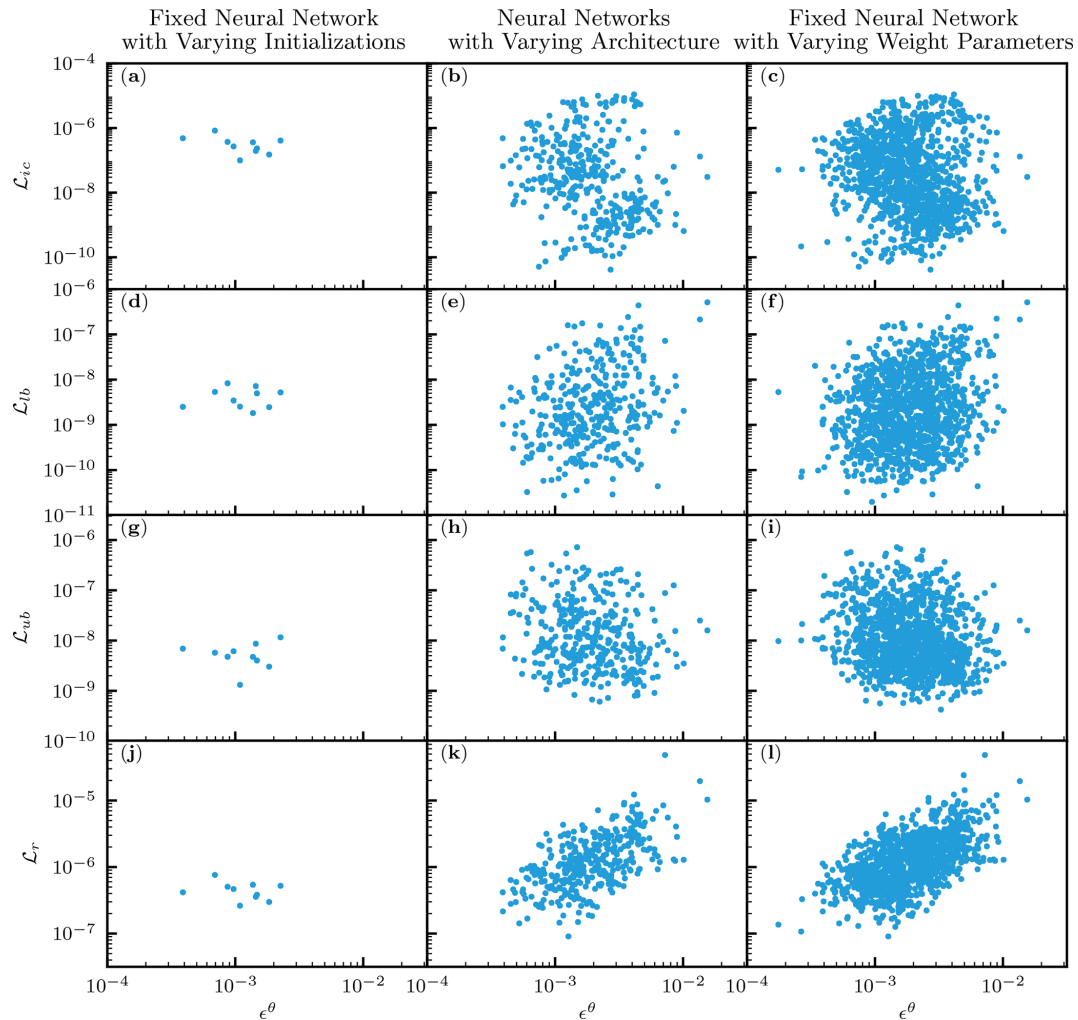 Fixed Neural Network
with Varying Initializations
Neural Networks
with Varying Architecture
Fixed Neural Network
with Varying Weight Parameters
(a)
(b)
(c)
10⁻⁴
10⁻⁶
10⁻⁸
10⁻¹⁰
10⁻⁶
ℒ_ic
(d)
(e)
(f)
10⁻⁷
10⁻⁸
10⁻⁹
10⁻¹⁰
10⁻¹¹
ℒ_lb
(g)
(h)
(i)
10⁻⁶
10⁻⁷
10⁻⁸
10⁻⁹
10⁻¹⁰
ℒ_ub
(j)
(k)
(l)
10⁻⁵
10⁻⁶
10⁻⁷
ℒ_r
10⁻⁴ 10⁻³ 10⁻² 10⁻⁴ 10⁻³ 10⁻² 10⁻⁴ 10⁻³ 10⁻²
ϵ^θ ϵ^θ ϵ^θ